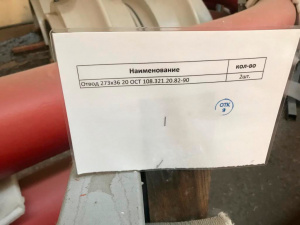 Наименование кол-во
Отвод 273х36 20 ОСТ 108.321.20.82-90 2шт.
ОТК